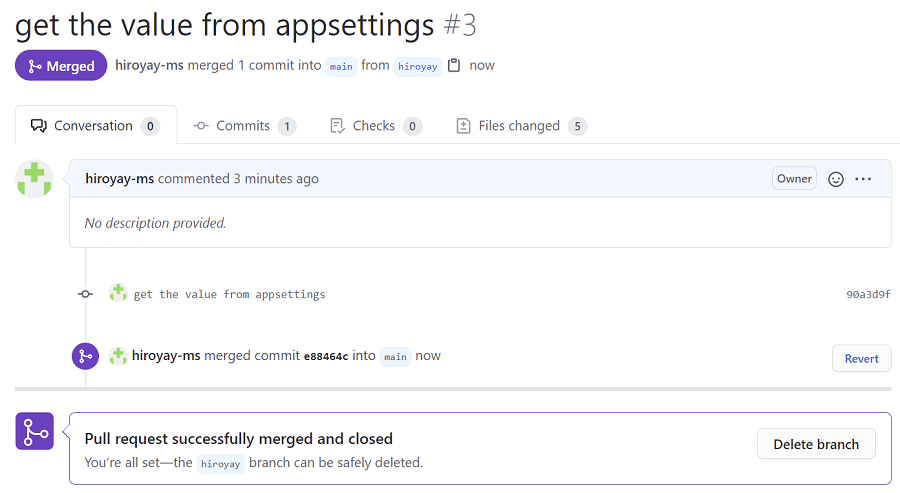 get the value from appsettings #3
Merged hiroyay-ms merged 1 commit into main from hiroyay now
Conversation 0 Commits 1 Checks 0 Files changed 5
hiroyay-ms commented 3 minutes ago Owner
No description provided.
get the value from appsettings 90a3d9f
hiroyay-ms merged commit e88464c into main now Revert
Pull request successfully merged and closed
You're all set—the hiroyay branch can be safely deleted. Delete branch